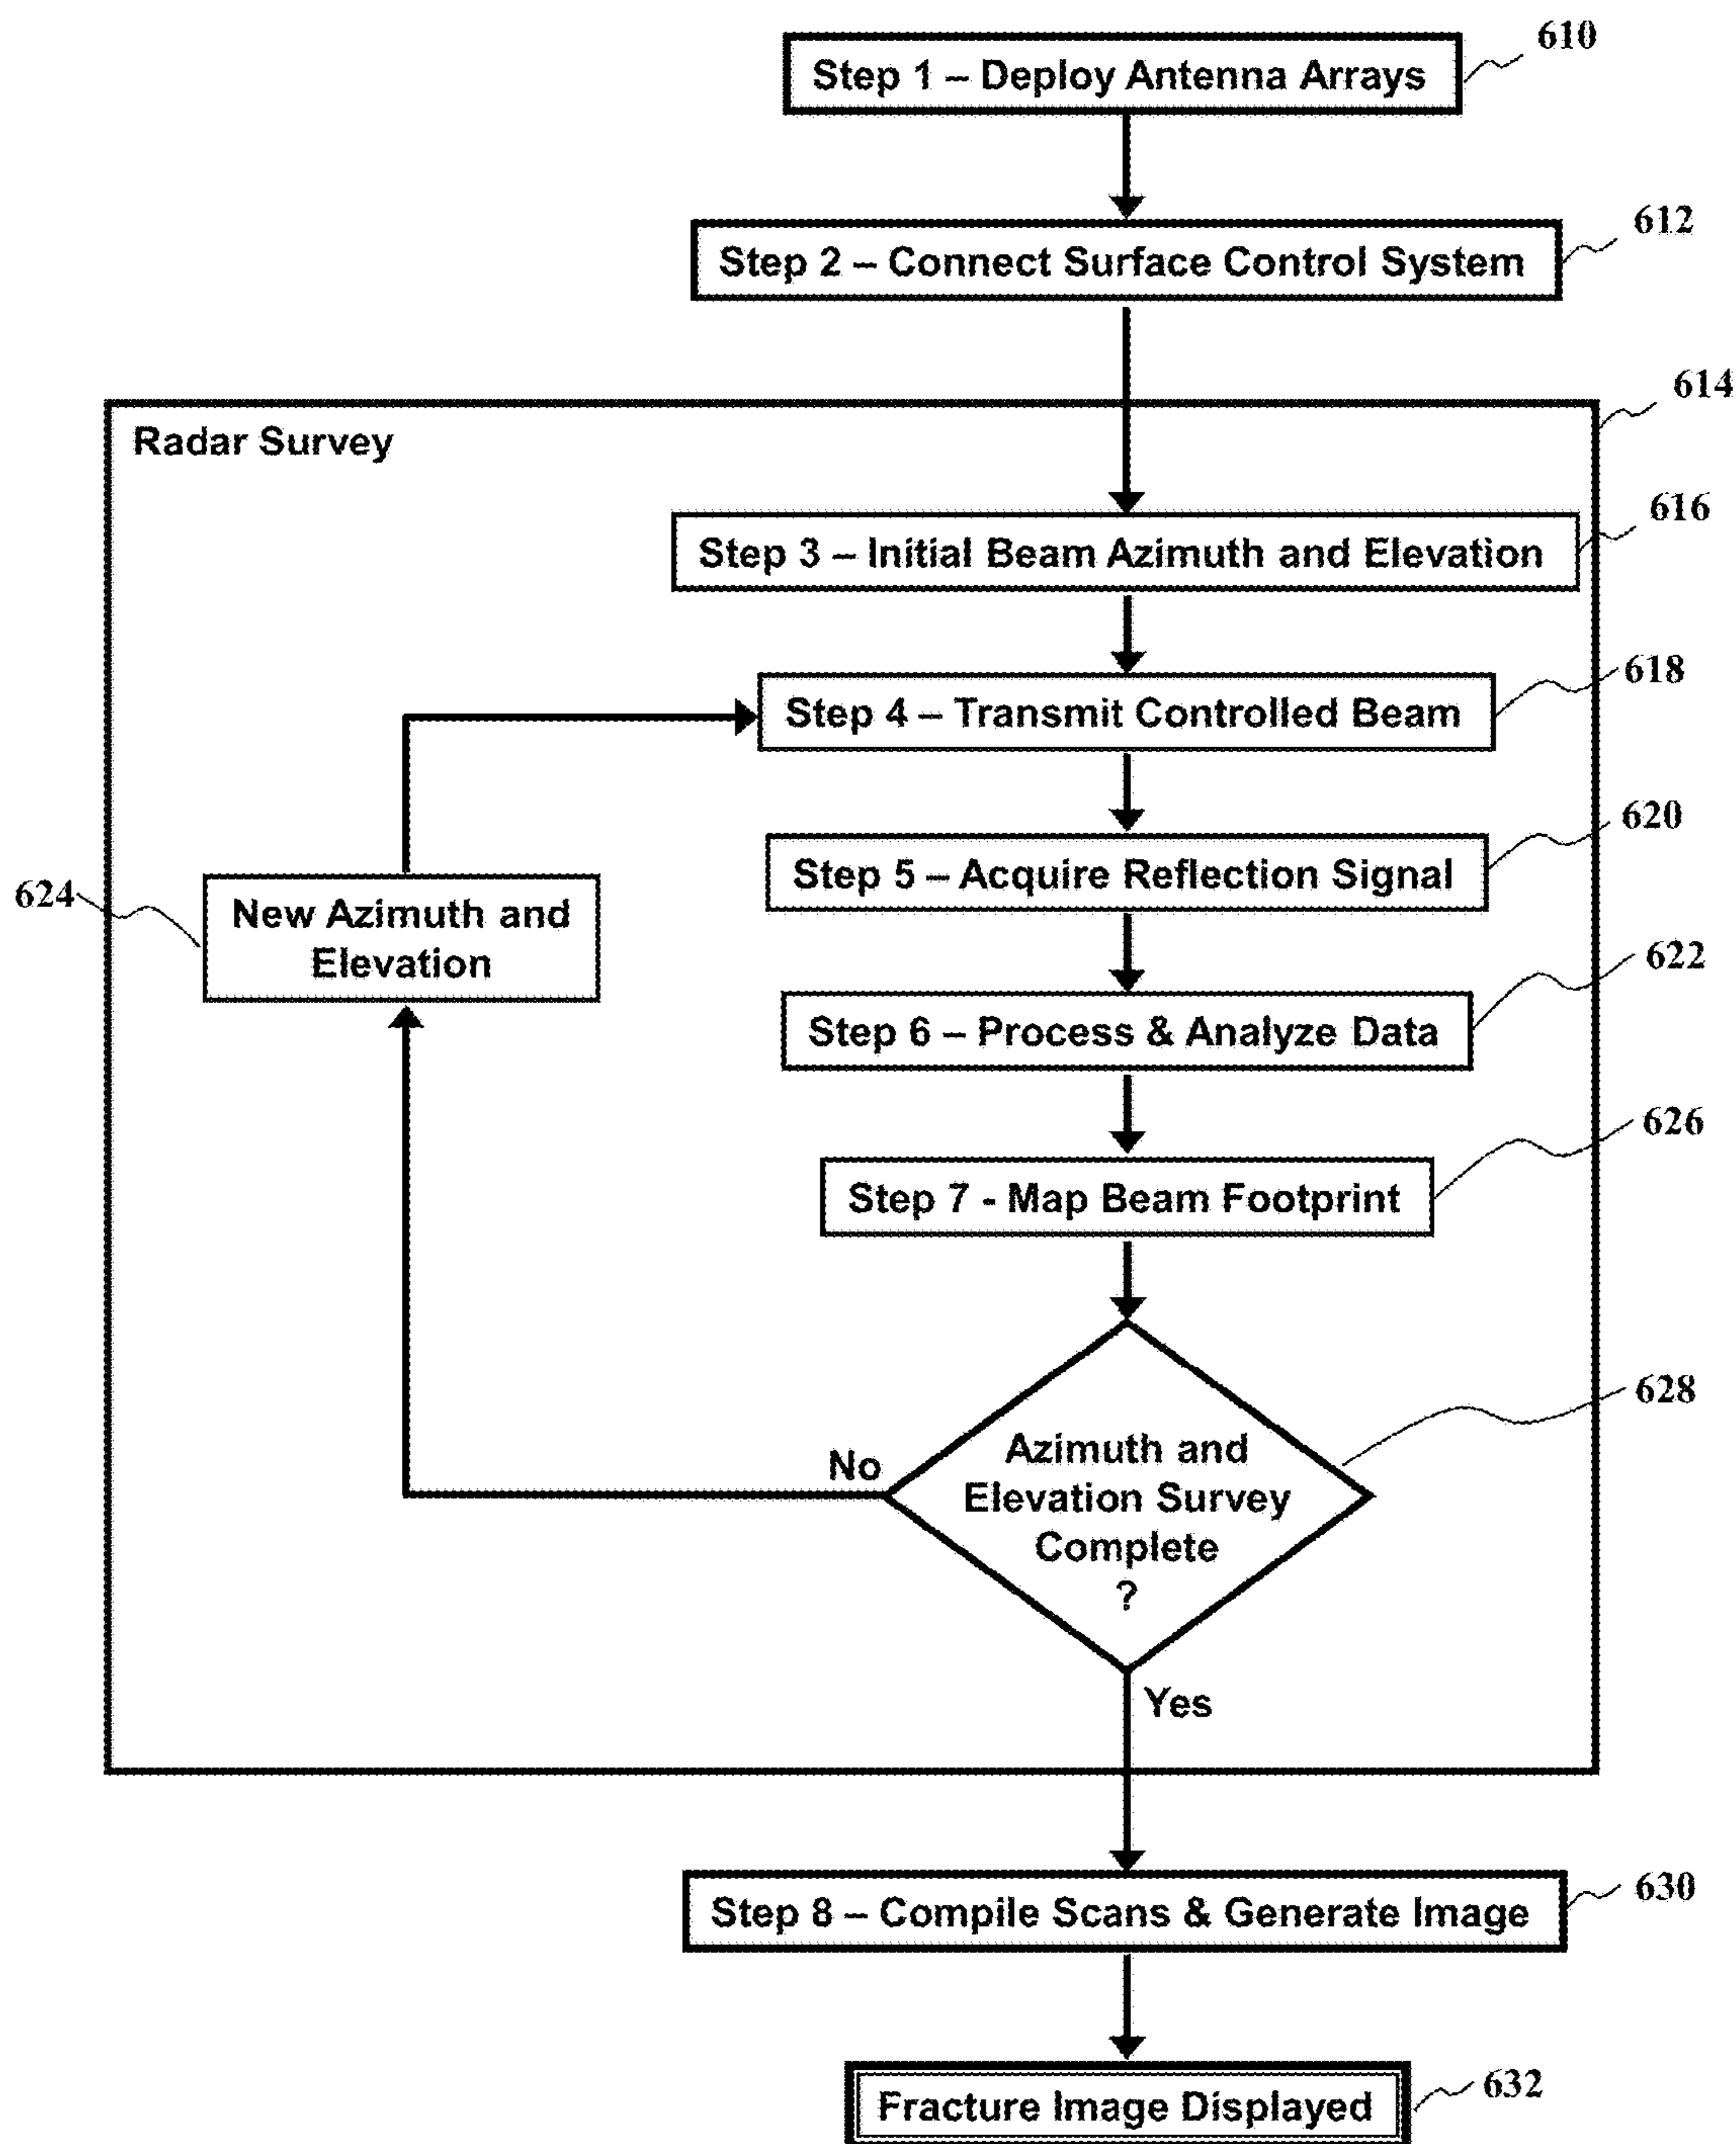 610
Step 1 – Deploy Antenna Arrays
612
Step 2 – Connect Surface Control System
614
Radar Survey
616
Step 3 – Initial Beam Azimuth and Elevation
618
Step 4 – Transmit Controlled Beam
620
Step 5 – Acquire Reflection Signal
624
New Azimuth and
Elevation
622
Step 6 – Process & Analyze Data
626
Step 7 - Map Beam Footprint
628
Azimuth and
Elevation Survey
Complete
?
No
Yes
630
Step 8 – Compile Scans & Generate Image
632
Fracture Image Displayed